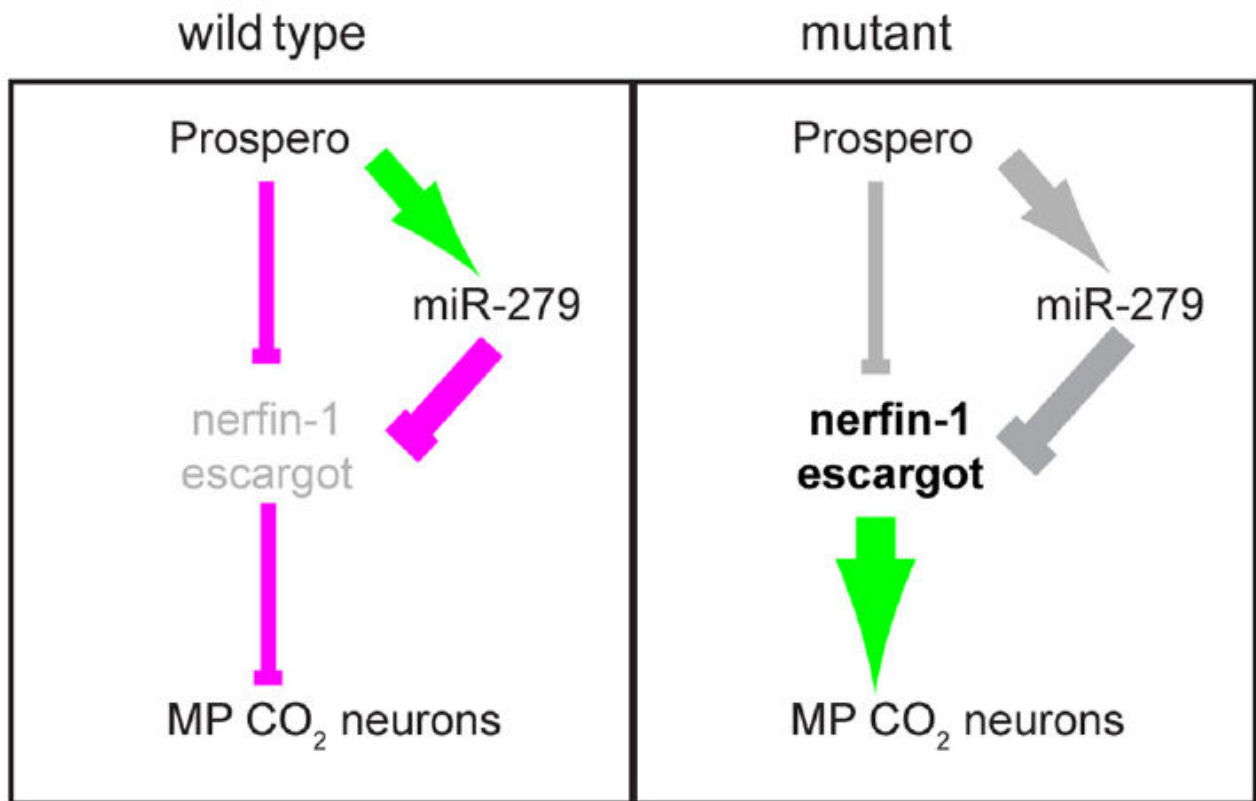 wild type
mutant
Prospero
miR-279
nerfin-1
escargot
MP CO₂ neurons
Prospero
miR-279
nerfin-1
escargot
MP CO₂ neurons